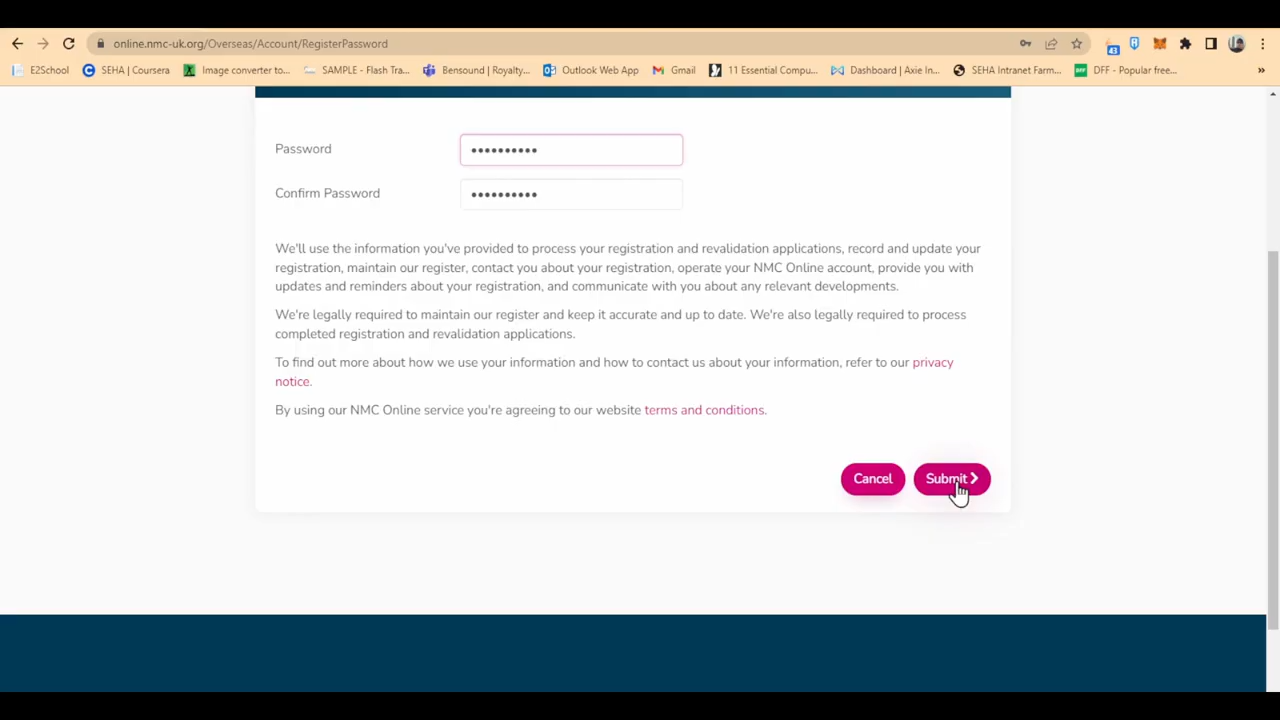 online.nmc-uk.org/Overseas/Account/RegisterPassword
43
E2School SEHA | Coursera Image converter to... SAMPLE - Flash Tra... Bensound | Royalty... Outlook Web App Gmail 11 Essential Compu... Dashboard | Axie In... SEHA Intranet Farm... DFF DFF - Popular free... »
Password ••••••••••
Confirm Password ••••••••••
We'll use the information you've provided to process your registration and revalidation applications, record and update your
registration, maintain our register, contact you about your registration, operate your NMC Online account, provide you with
updates and reminders about your registration, and communicate with you about any relevant developments.
We're legally required to maintain our register and keep it accurate and up to date. We're also legally required to process
completed registration and revalidation applications.
To find out more about how we use your information and how to contact us about your information, refer to our privacy
notice.
By using our NMC Online service you're agreeing to our website terms and conditions.
Cancel Submit